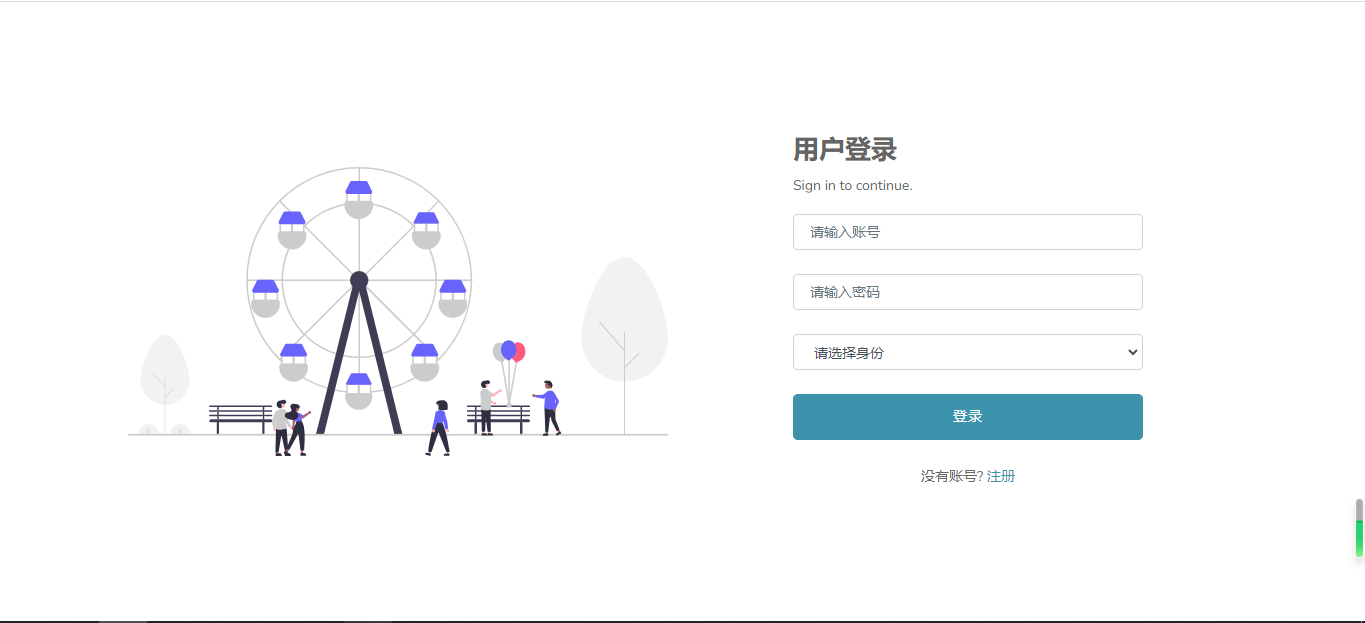 用户登录
Sign in to continue.
请输入账号
请输入密码
请选择身份
登录
没有账号? 注册